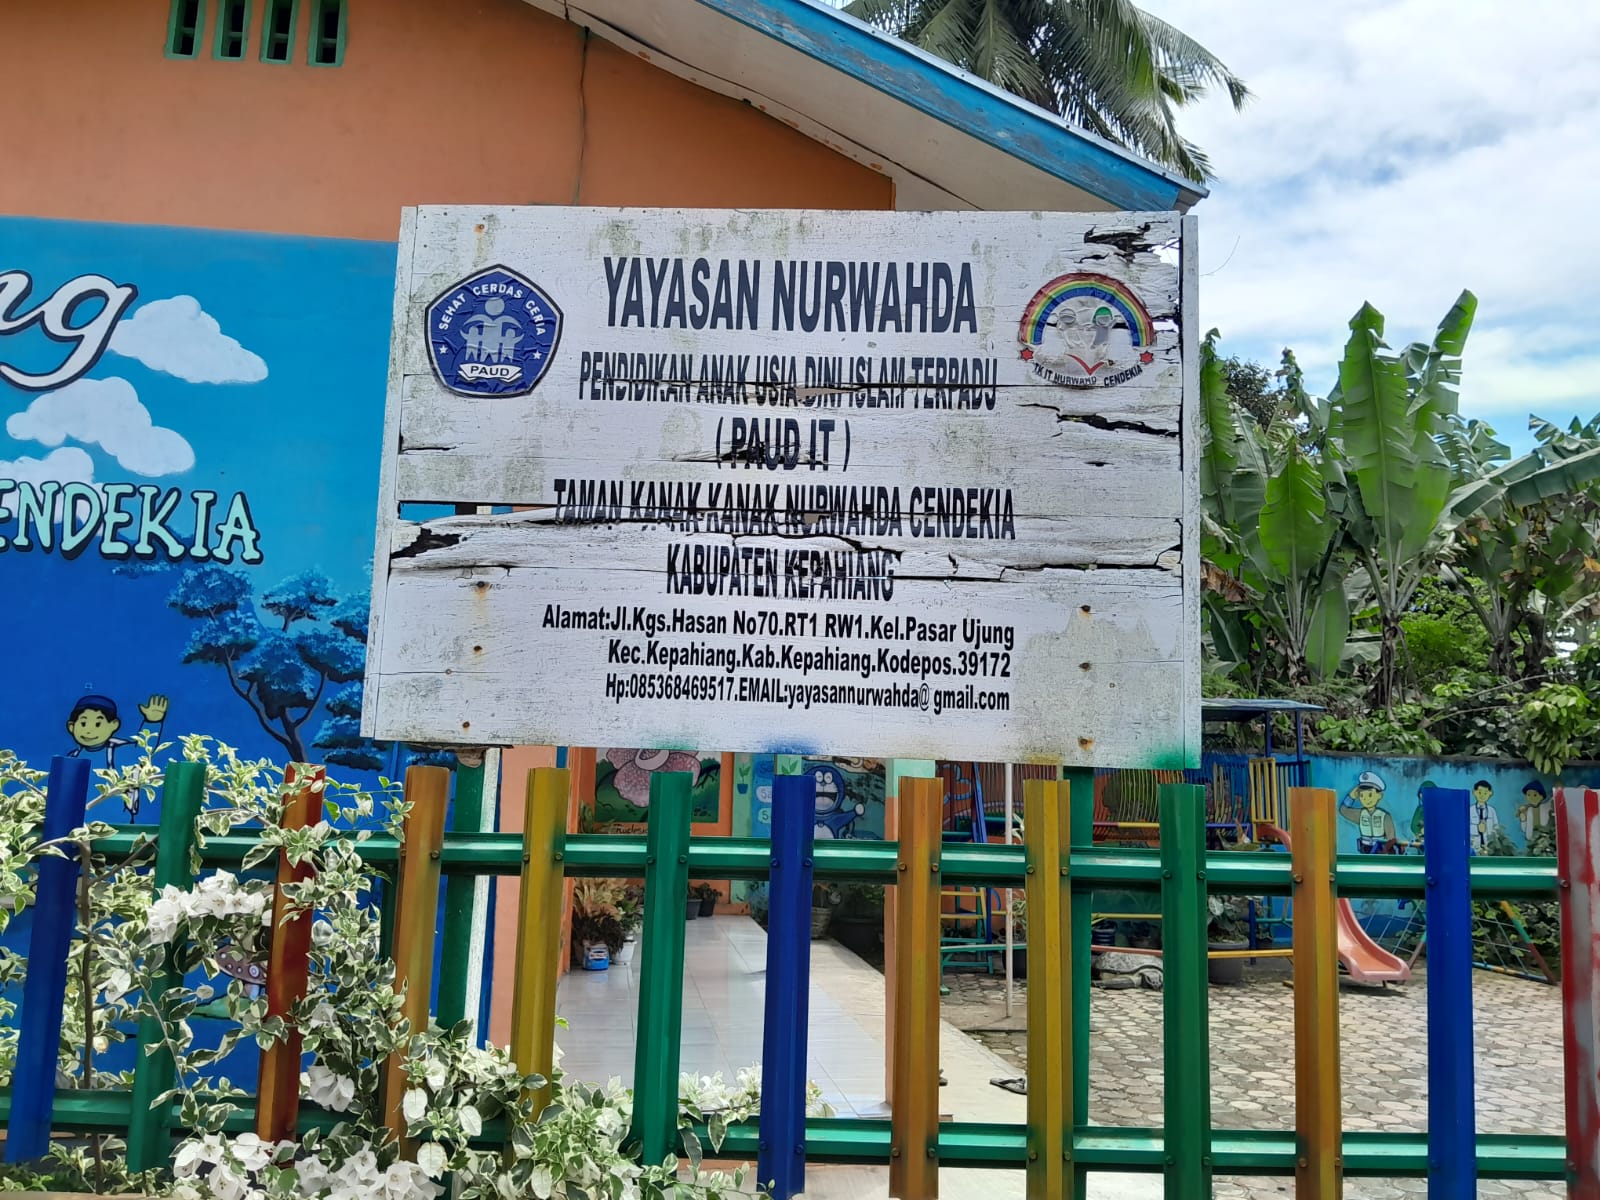 YAYASAN NURWAHDA
PENDIDIKAN ANAK USIA DINI ISLAM TERPADU
( PAUD IT )
TAMAN KANAK KANAK NURWAHDA CENDEKIA
KABUPATEN KEPAHIANG
Alamat:Jl.Kgs.Hasan No70.RT1 RW1.Kel.Pasar Ujung
Kec.Kepahiang.Kab.Kepahiang.Kodepos.39172
Hp:085368469517.EMAIL:yayasannurwahda@gmail.com
SEHAT CERDAS CERIA
PAUD
TK IT NURWAHD CENDEKIA
ng
ENDEKIA